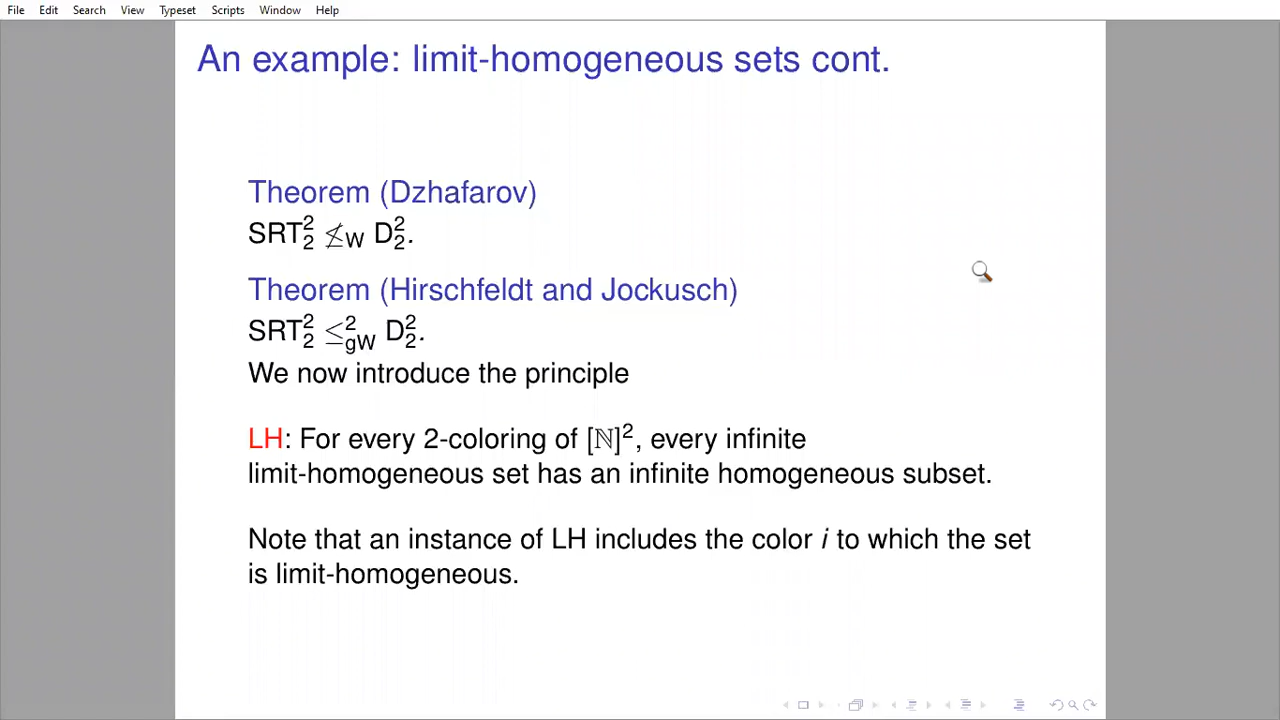 File Edit Search View Typeset Scripts Window Help
An example: limit-homogeneous sets cont.
Theorem (Dzhafarov)
SRT²₂ ≰W D²₂.
Theorem (Hirschfeldt and Jockusch)
SRT²₂ ≤²gW D²₂.
We now introduce the principle
LH: For every 2-coloring of [ℕ]², every infinite
limit-homogeneous set has an infinite homogeneous subset.
Note that an instance of LH includes the color i to which the set
is limit-homogeneous.